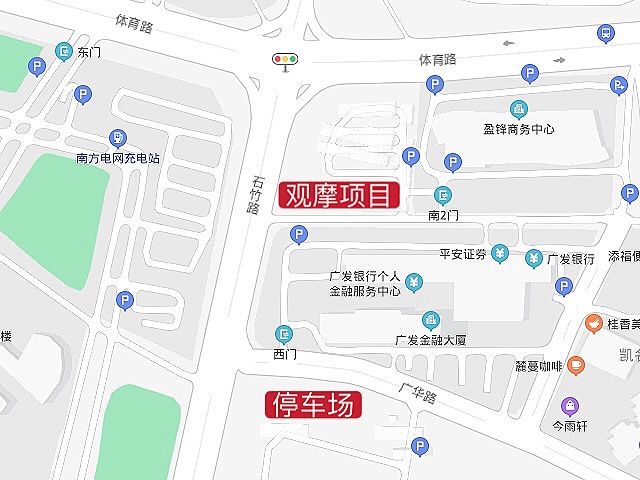 体育路
东门
体育路
P
P
P
P
P
南方电网充电站
盈锋商务中心
P
P
石竹路
观摩项目
P
南2门
P
平安证券
广发银行
添福便
广发银行个人
金融服务中心
P
P
桂香美
广发金融大厦
楼
西门
麓蔓咖啡
凯名
广华路
停车场
今雨轩
P